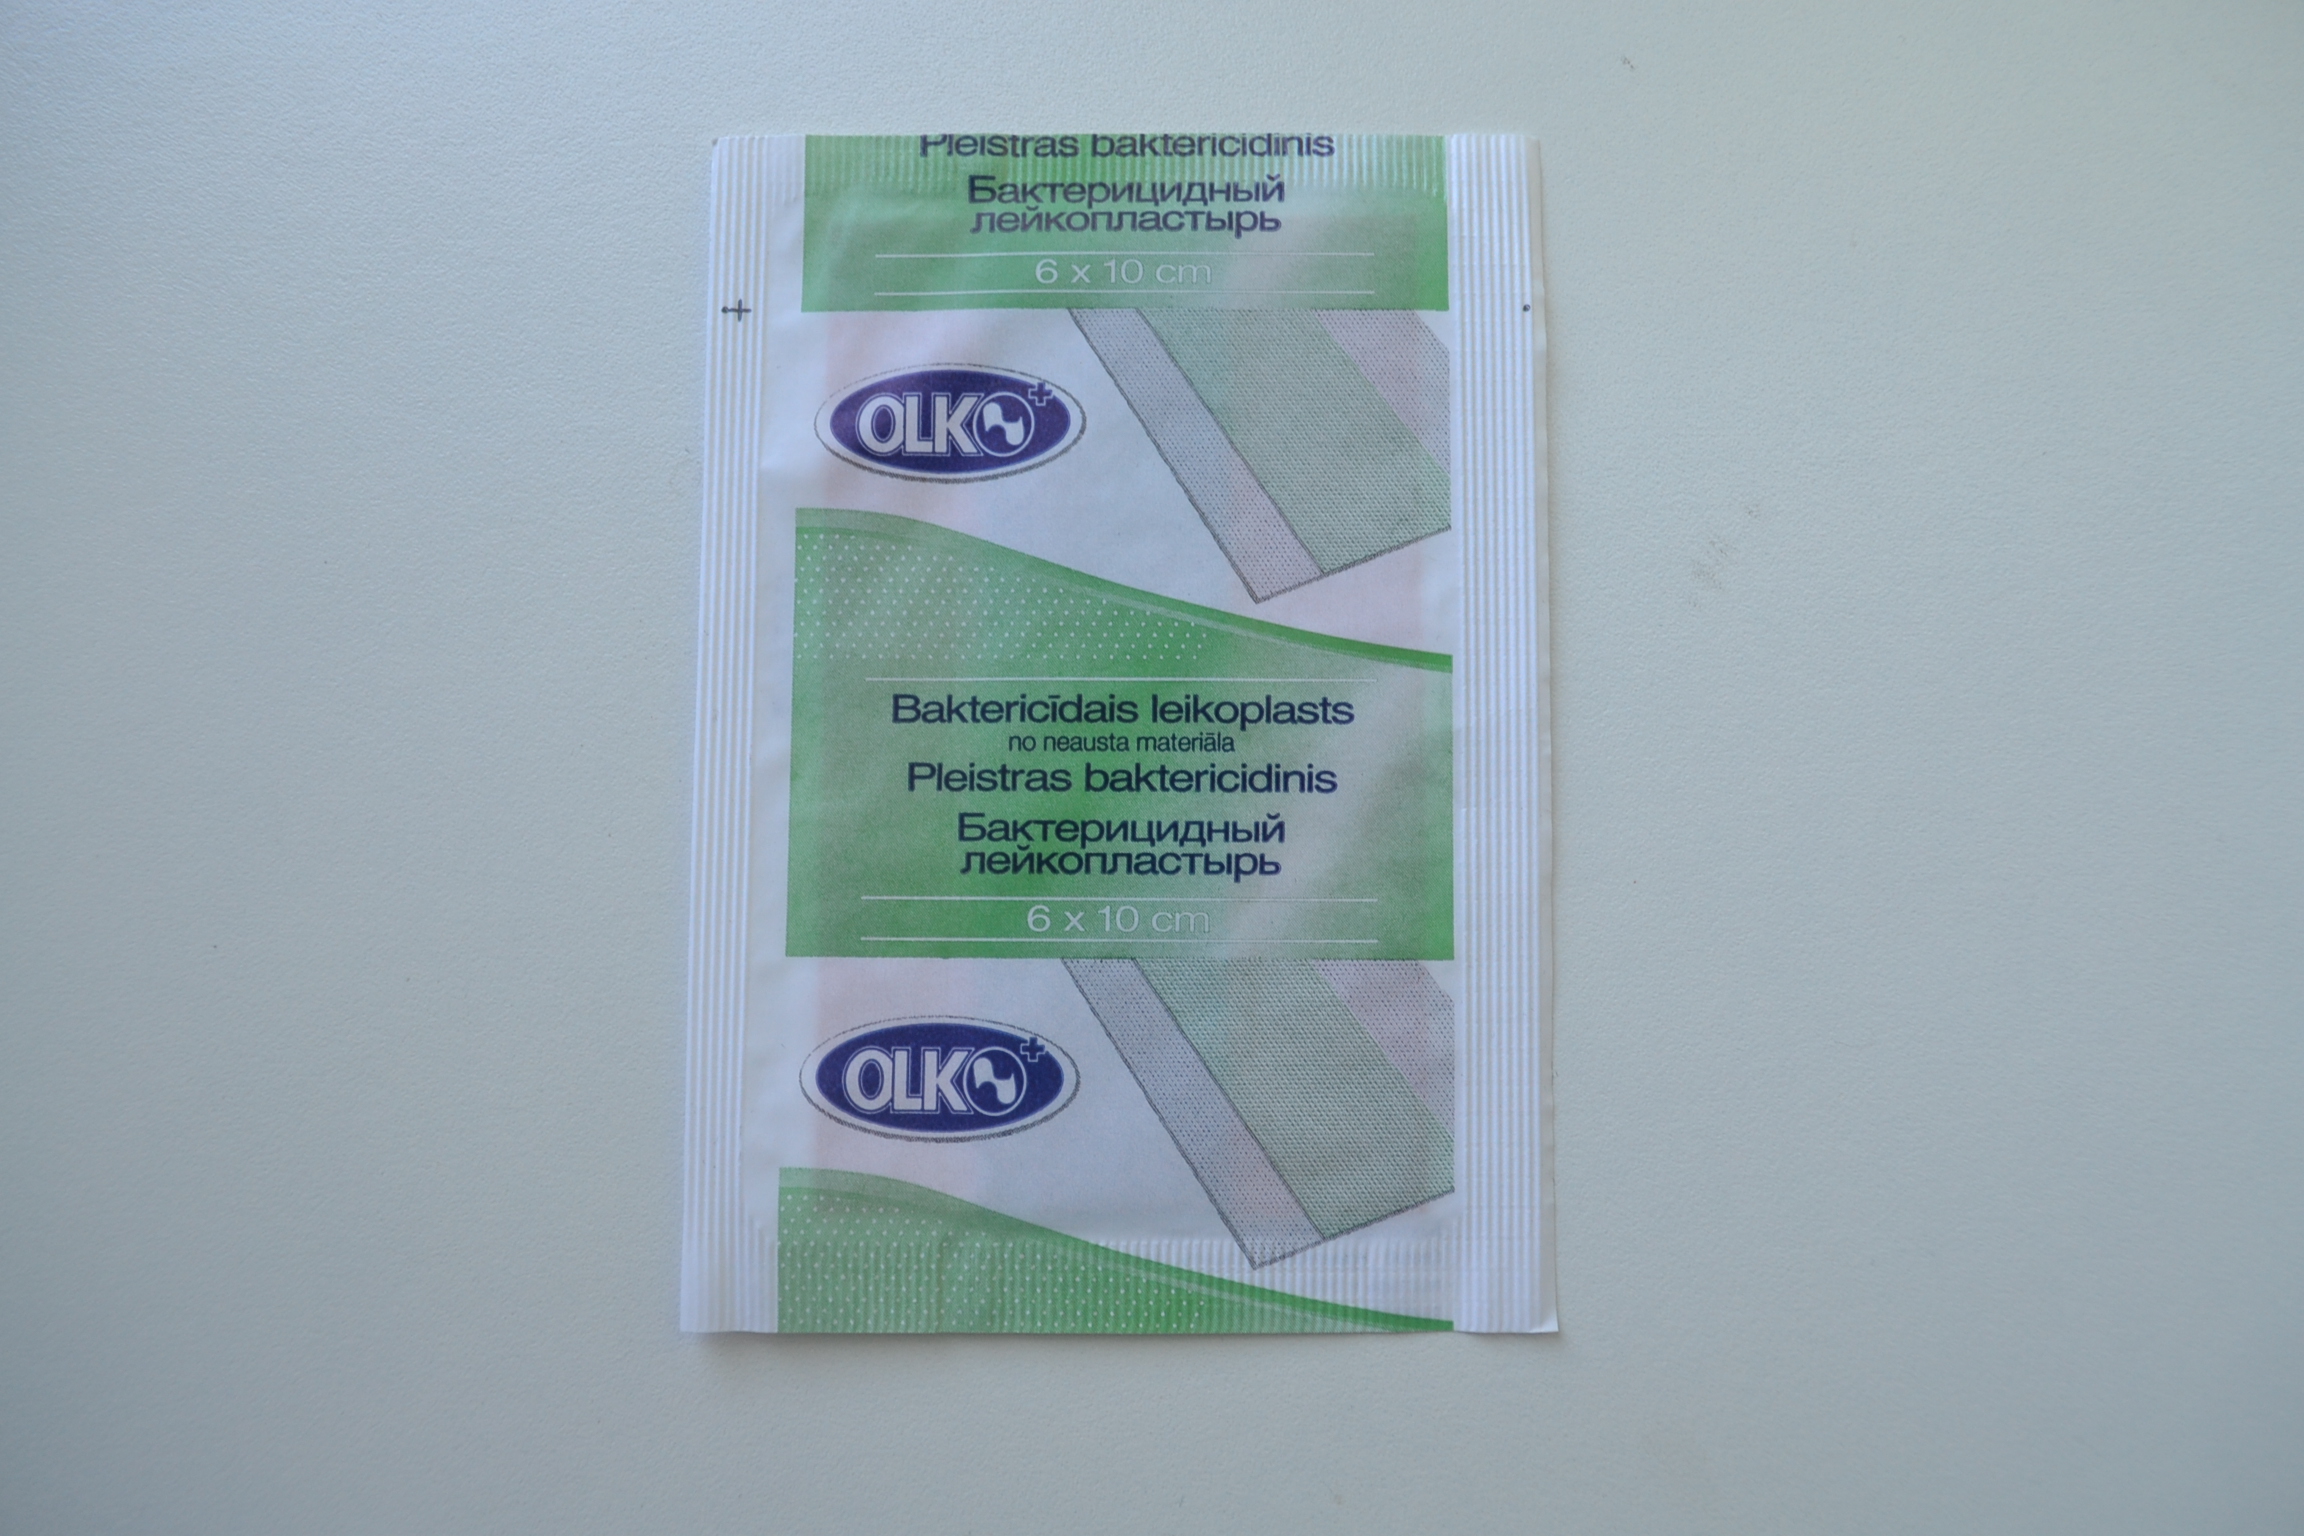 Pleistras baktericidinis
Бактерицидный
лейкопластырь
6 x 10 cm
OLKO+
Baktericīdais leikoplasts
no neausta materiāla
Pleistras baktericidinis
Бактерицидный
лейкопластырь
6 x 10 cm
OLKO+